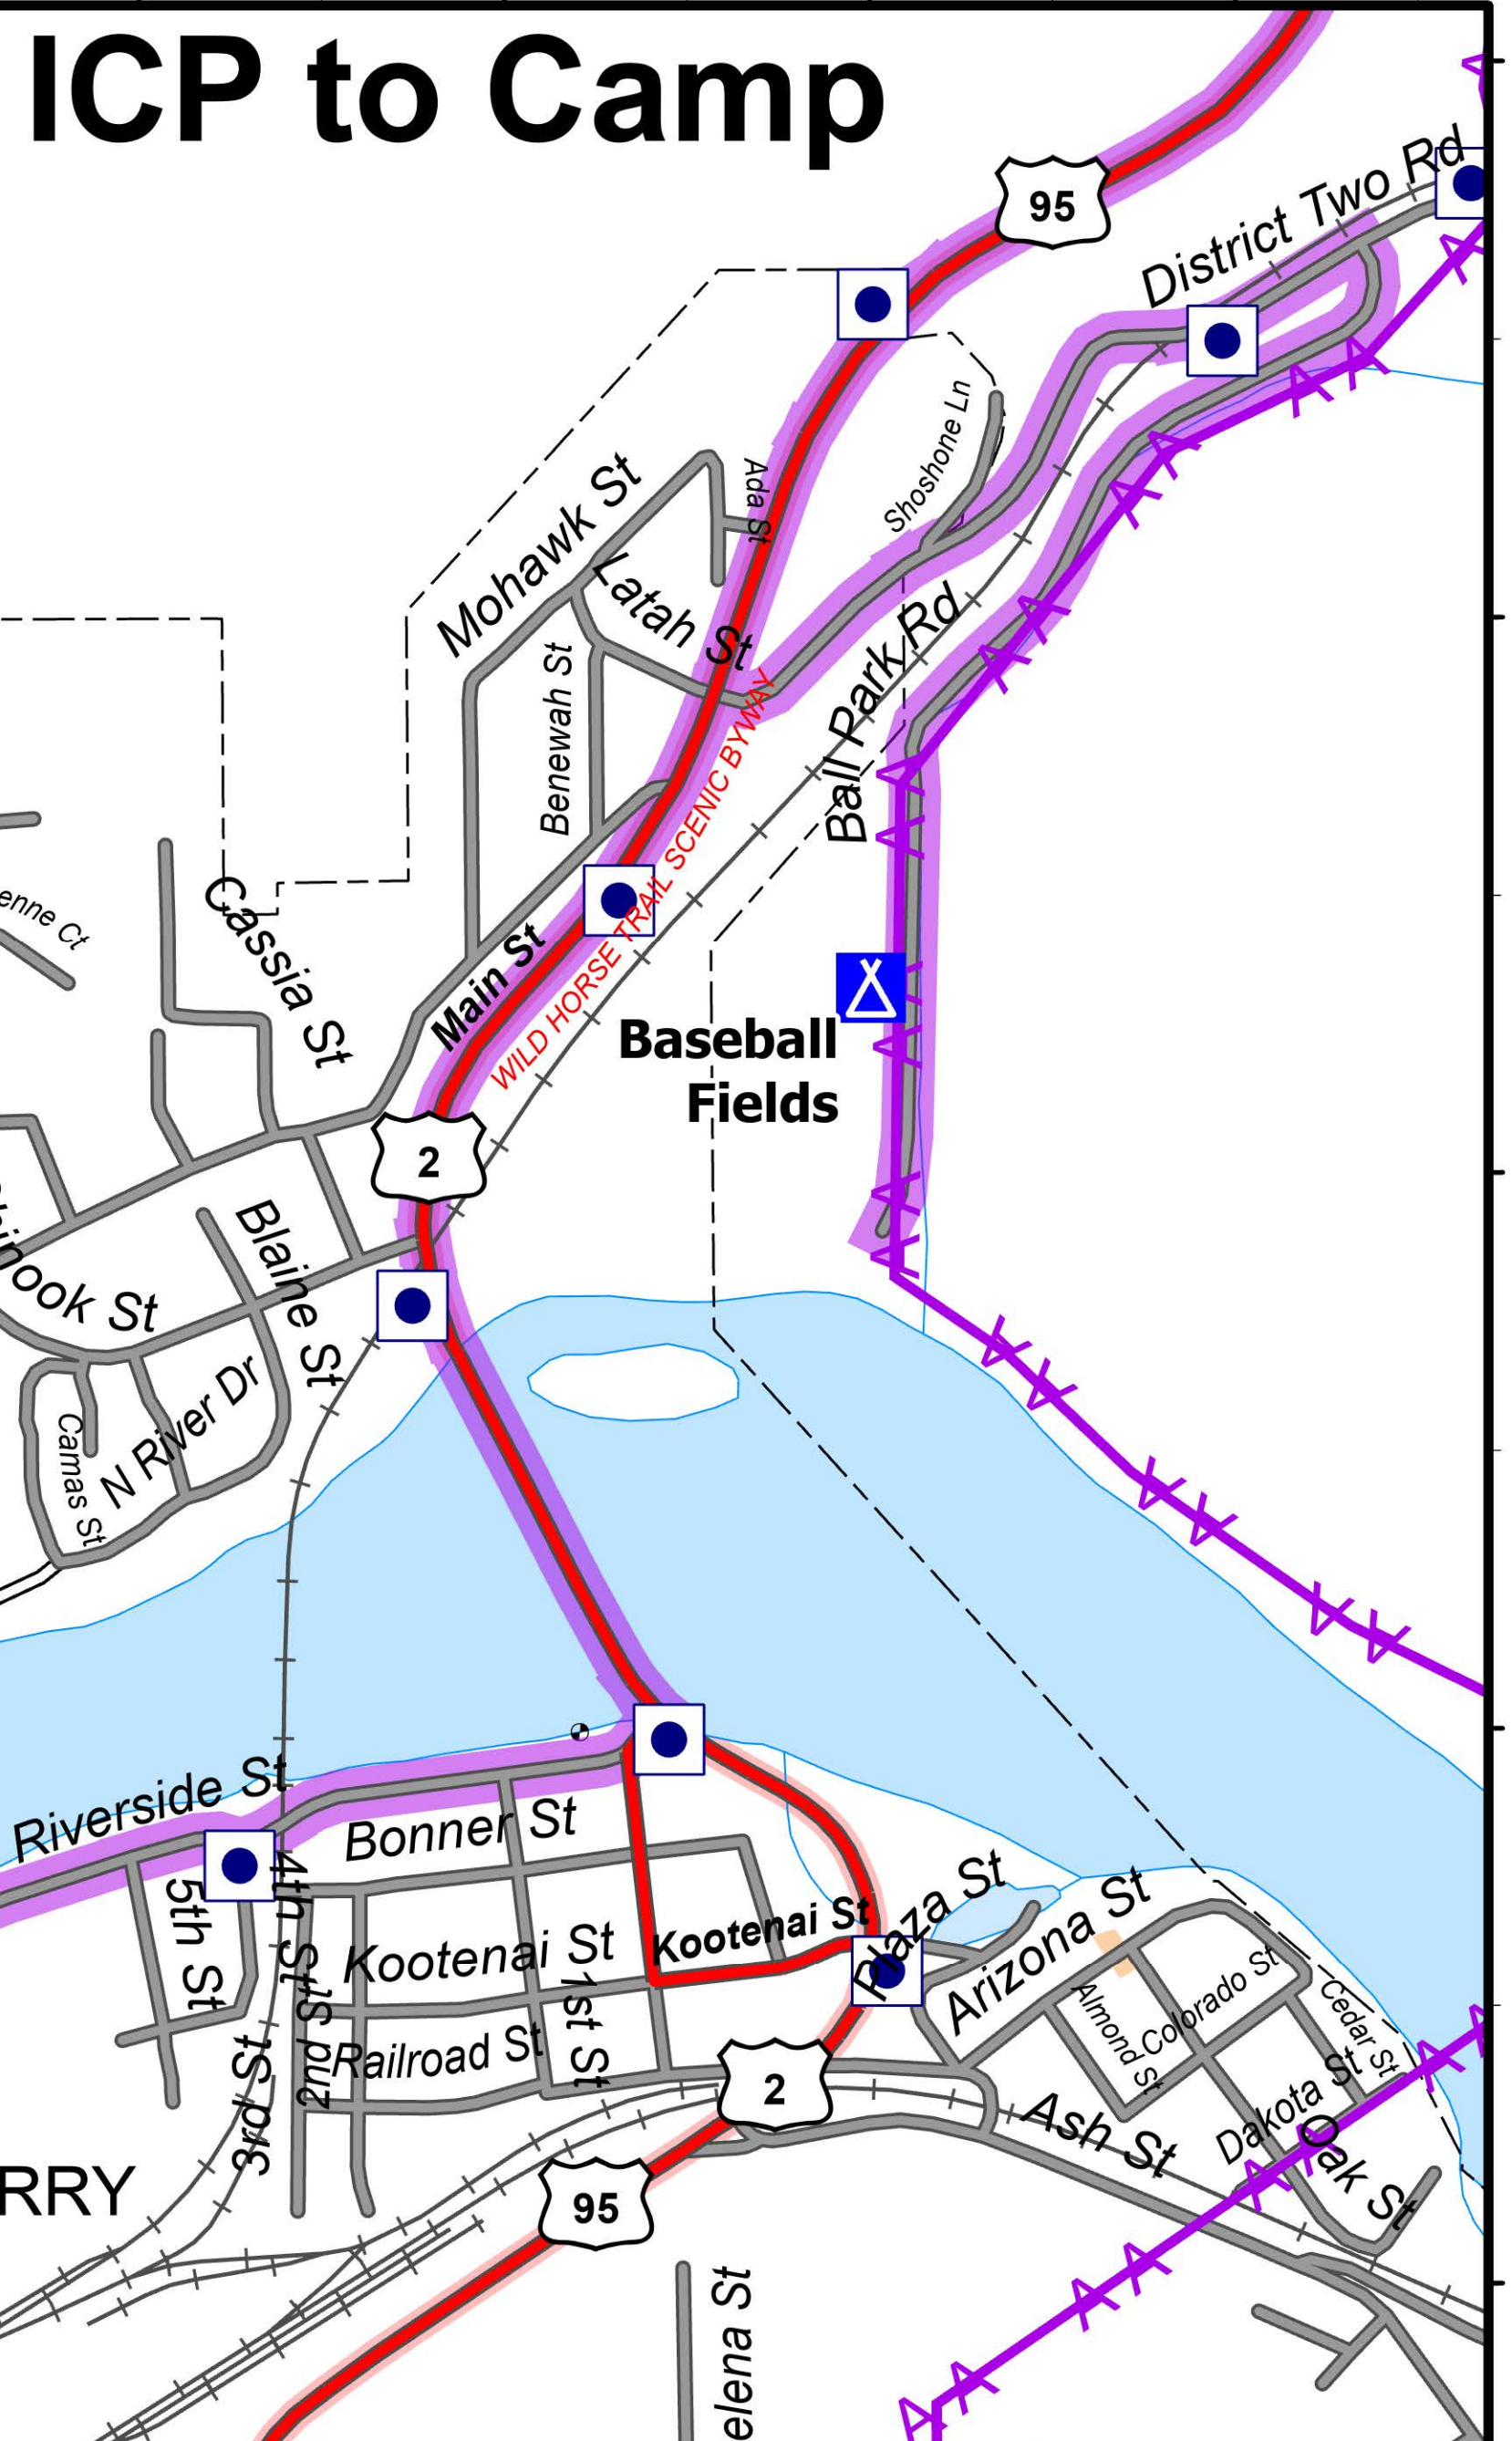 ICP to Camp
95
District Two Rd
Shoshone Ln
Ada St
Mohawk St
Latah St
Benewah St
Ball Park Rd
WILD HORSE TRAIL SCENIC BYWAY
Main St
Cassia St
enne Ct
Baseball
Fields
2
Blaine St
inook St
N River Dr
Camas St
Riverside St
Bonner St
5th St
4th St
Kootenai St
Kootenai St
Plaza St
Arizona St
1st St
2nd St
Railroad St
3rd St
Almond St
Colorado St
Cedar St
Dakota St
Oak St
Ash St
2
95
RRY
elena St